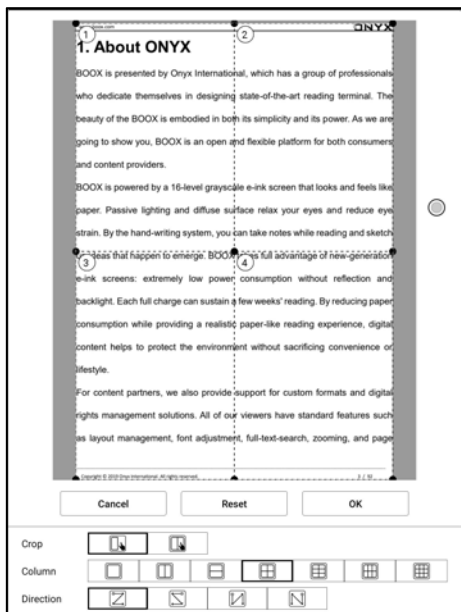 www.boox.com
ONYX
1
2
1. About ONYX
BOOX is presented by Onyx International, which has a group of professionals
who dedicate themselves in designing state-of-the-art reading terminal. The
beauty of the BOOX is embodied in both its simplicity and its power. As we are
going to show you, BOOX is an open and flexible platform for both consumers
and content providers.
BOOX is powered by a 16-level grayscale e-ink screen that looks and feels like
paper. Passive lighting and diffuse surface relax your eyes and reduce eye
strain. By the hand-writing system, you can take notes while reading and sketch
3
4
ideas that happen to emerge. BOOX full advantage of new-generation
e-ink screens: extremely low power consumption without reflection and
backlight. Each full charge can sustain a few weeks' reading. By reducing paper
consumption while providing a realistic paper-like reading experience, digital
content helps to protect the environment without sacrificing convenience or
lifestyle.
For content partners, we also provide support for custom formats and digital
rights management solutions. All of our viewers have standard features such
as layout management, font adjustment, full-text-search, zooming, and page
Copyright © 2019 Onyx International. All rights reserved.
Cancel Reset OK
Crop
Column
Direction